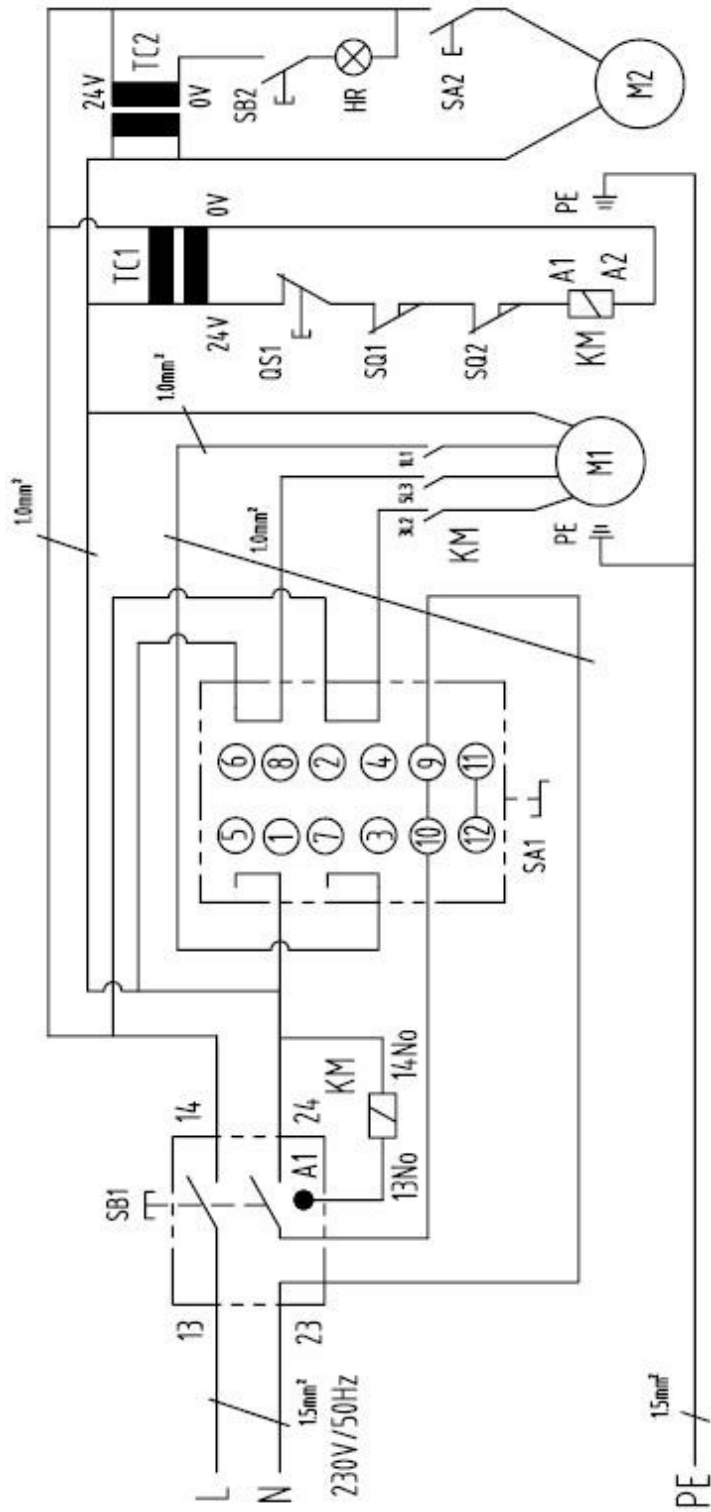 L
N
230V/50Hz
1.5mm²
PE
1.5mm²
13
23
SB1
14
24
A1
13No
14No
KM
SA1
5
6
1
8
7
2
3
4
10
9
12
11
1.0mm²
1.0mm²
1.0mm²
3L2
5L3
1L1
KM
PE
M1
TC1
24V
0V
QS1
SQ1
SQ2
KM
A1
A2
PE
TC2
24V
0V
SB2
HR
SA2
M2